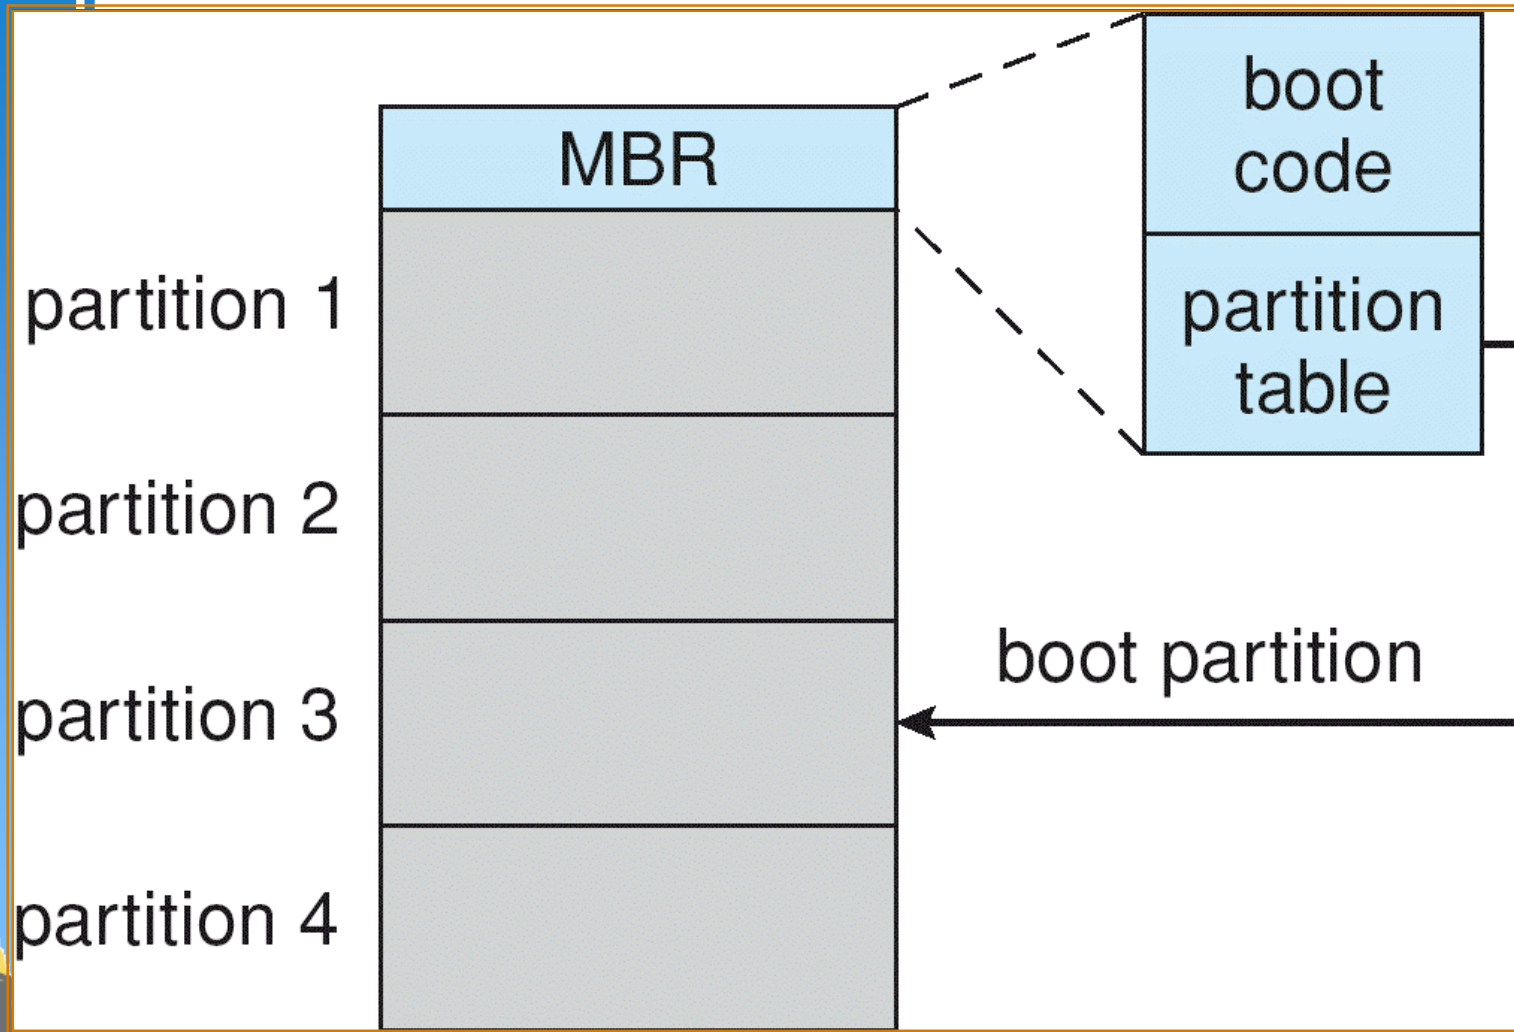 boot
code
MBR
partition 1
partition
table
partition 2
boot partition
partition 3
partition 4